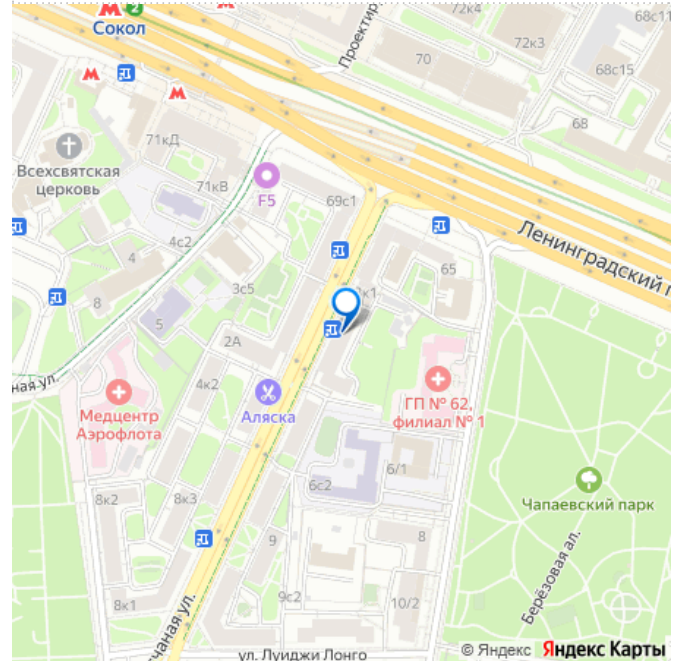 68с11
72к4
2
Сокол
Проектир
72к3
70
68с15
68
71кД
Всехсвятская
церковь
71кВ
F5
69с1
4с2
Ленинградский п
4
65
3с5
8
5
2А
ная ул.
4к2
Медцентр
Аэрофлота
Аляска
ГП № 62,
филиал № 1
6/1
6с2
8к2
8к3
Чапаевский парк
9
8
Берёзовая ал.
9с2
10/2
8к1
чаная ул.
ул. Луиджи Лонго
© Яндекс Яндекс Карты